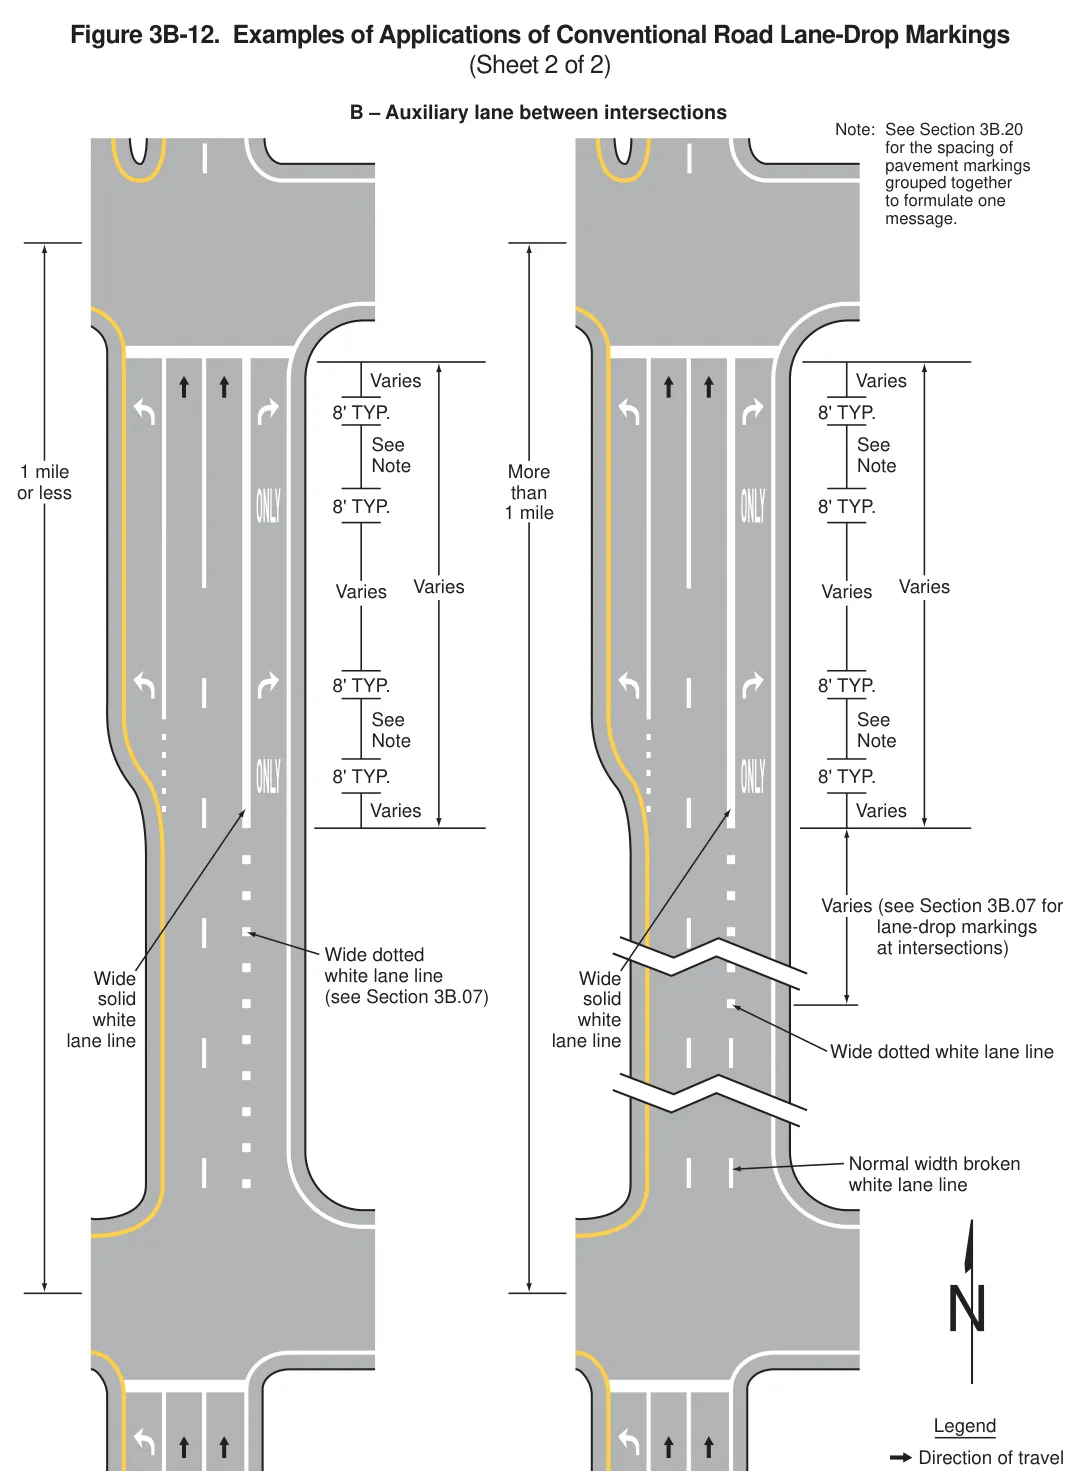 Figure 3B-12.  Examples of Applications of Conventional Road Lane-Drop Markings
(Sheet 2 of 2)
B – Auxiliary lane between intersections
Note: See Section 3B.20
for the spacing of
pavement markings
grouped together
to formulate one
message.
1 mile
or less
ONLY
ONLY
Varies
8' TYP.
See
Note
8' TYP.
Varies
8' TYP.
See
Note
8' TYP.
Varies
Varies
Wide
solid
white
lane line
Wide dotted
white lane line
(see Section 3B.07)
More
than
1 mile
ONLY
ONLY
Varies
8' TYP.
See
Note
8' TYP.
Varies
8' TYP.
See
Note
8' TYP.
Varies
Varies
Varies (see Section 3B.07 for
lane-drop markings
at intersections)
Wide
solid
white
lane line
Wide dotted white lane line
Normal width broken
white lane line
N
Legend
Direction of travel